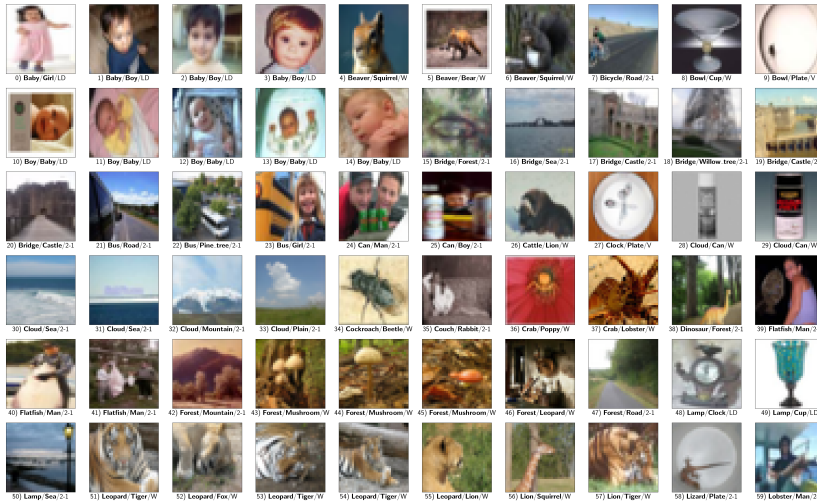 0) Baby/Girl/LD
1) Baby/Boy/LD
2) Baby/Boy/LD
3) Baby/Boy/LD
4) Beaver/Squirrel/W
5) Beaver/Bear/W
6) Beaver/Squirrel/W
7) Bicycle/Road/2-1
8) Bowl/Cup/W
9) Bowl/Plate/V
10) Boy/Baby/LD
11) Boy/Baby/LD
12) Boy/Baby/LD
13) Boy/Baby/LD
14) Boy/Baby/LD
15) Bridge/Forest/2-1
16) Bridge/Sea/2-1
17) Bridge/Castle/2-1
18) Bridge/Willow tree/2-1
19) Bridge/Castle/2
20) Bridge/Castle/2-1
21) Bus/Road/2-1
22) Bus/Pine tree/2-1
23) Bus/Girl/2-1
24) Can/Man/2-1
25) Can/Boy/2-1
26) Cattle/Lion/W
27) Clock/Plate/V
28) Cloud/Can/W
29) Cloud/Can/W
30) Cloud/Sea/2-1
31) Cloud/Sea/2-1
32) Cloud/Mountain/2-1
33) Cloud/Plain/2-1
34) Cockroach/Beetle/W
35) Couch/Rabbit/2-1
36) Crab/Poppy/W
37) Crab/Lobster/W
38) Dinosaur/Forest/2-1
39) Flatfish/Man/2
40) Flatfish/Man/2-1
41) Flatfish/Man/2-1
42) Forest/Mountain/2-1
43) Forest/Mushroom/W
44) Forest/Mushroom/W
45) Forest/Mushroom/W
46) Forest/Leopard/W
47) Forest/Road/2-1
48) Lamp/Clock/LD
49) Lamp/Cup/LD
50) Lamp/Sea/2-1
51) Leopard/Tiger/W
52) Leopard/Fox/W
53) Leopard/Tiger/W
54) Leopard/Tiger/W
55) Leopard/Lion/W
56) Lion/Squirrel/W
57) Lion/Tiger/W
58) Lizard/Plate/2-1
59) Lobster/Man/2